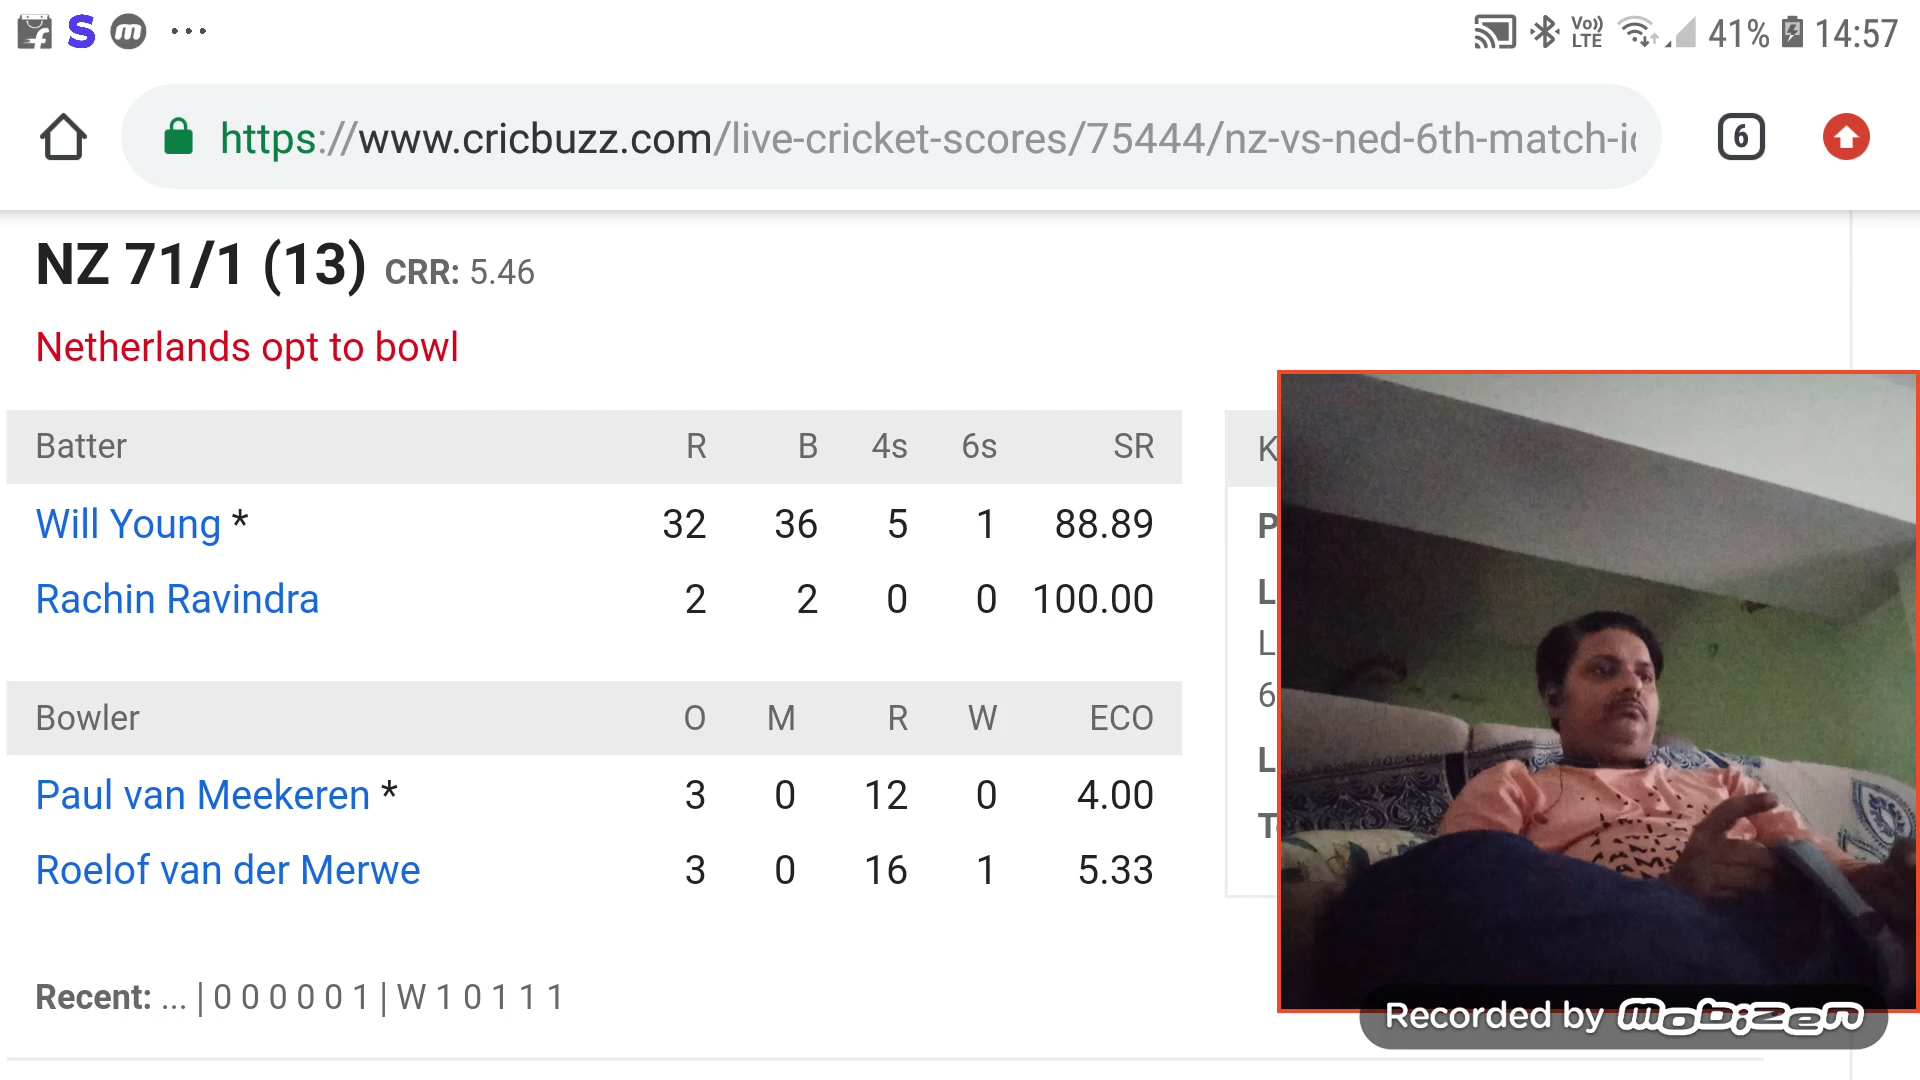 Vo)) LTE 41% 14:57
https://www.cricbuzz.com/live-cricket-scores/75444/nz-vs-ned-6th-match-ic
6
NZ 71/1 (13) CRR: 5.46
Netherlands opt to bowl
Batter R B 4s 6s SR
Will Young * 32 36 5 1 88.89
Rachin Ravindra 2 2 0 0 100.00
Bowler O M R W ECO
Paul van Meekeren * 3 0 12 0 4.00
Roelof van der Merwe 3 0 16 1 5.33
Recent: ... | 0 0 0 0 0 1 | W 1 0 1 1 1
K
P
L
L
6
L
T
Recorded by mobizen